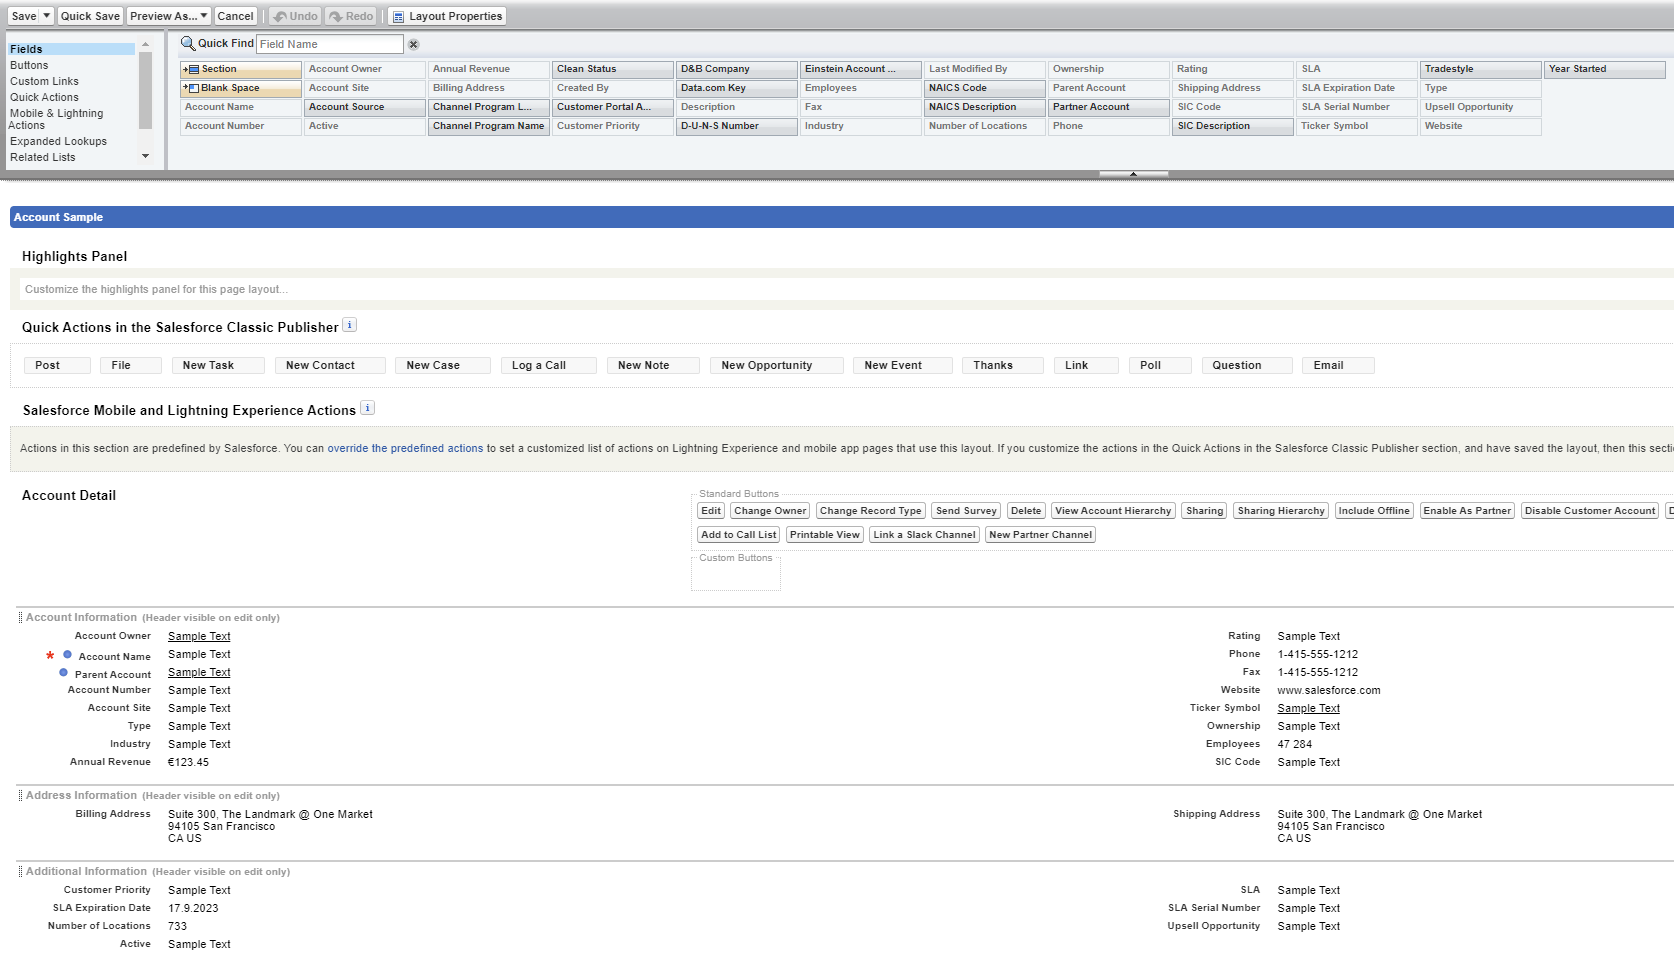 Save Quick Save Preview As... Cancel Undo Redo Layout Properties
Fields
Buttons
Custom Links
Quick Actions
Mobile & Lightning
Actions
Expanded Lookups
Related Lists
Quick Find Field Name
Section Account Owner Annual Revenue Clean Status D&B Company Einstein Account ... Last Modified By Ownership Rating SLA Tradestyle Year Started
Blank Space Account Site Billing Address Created By Data.com Key Employees NAICS Code Parent Account Shipping Address SLA Expiration Date Type
Account Name Account Source Channel Program L... Customer Portal A... Description Fax NAICS Description Partner Account SIC Code SLA Serial Number Upsell Opportunity
Account Number Active Channel Program Name Customer Priority D-U-N-S Number Industry Number of Locations Phone SIC Description Ticker Symbol Website
Account Sample
Highlights Panel
Customize the highlights panel for this page layout...
Quick Actions in the Salesforce Classic Publisher i
Post File New Task New Contact New Case Log a Call New Note New Opportunity New Event Thanks Link Poll Question Email
Salesforce Mobile and Lightning Experience Actions i
Actions in this section are predefined by Salesforce. You can override the predefined actions to set a customized list of actions on Lightning Experience and mobile app pages that use this layout. If you customize the actions in the Quick Actions in the Salesforce Classic Publisher section, and have saved the layout, then this secti
Account Detail
Standard Buttons
Edit Change Owner Change Record Type Send Survey Delete View Account Hierarchy Sharing Sharing Hierarchy Include Offline Enable As Partner Disable Customer Account
Add to Call List Printable View Link a Slack Channel New Partner Channel
Custom Buttons
Account Information (Header visible on edit only)
Account Owner Sample Text Rating Sample Text
* Account Name Sample Text Phone 1-415-555-1212
Parent Account Sample Text Fax 1-415-555-1212
Account Number Sample Text Website www.salesforce.com
Account Site Sample Text Ticker Symbol Sample Text
Type Sample Text Ownership Sample Text
Industry Sample Text Employees 47 284
Annual Revenue €123.45 SIC Code Sample Text
Address Information (Header visible on edit only)
Billing Address Suite 300, The Landmark @ One Market Shipping Address Suite 300, The Landmark @ One Market
94105 San Francisco 94105 San Francisco
CA US CA US
Additional Information (Header visible on edit only)
Customer Priority Sample Text SLA Sample Text
SLA Expiration Date 17.9.2023 SLA Serial Number Sample Text
Number of Locations 733 Upsell Opportunity Sample Text
Active Sample Text